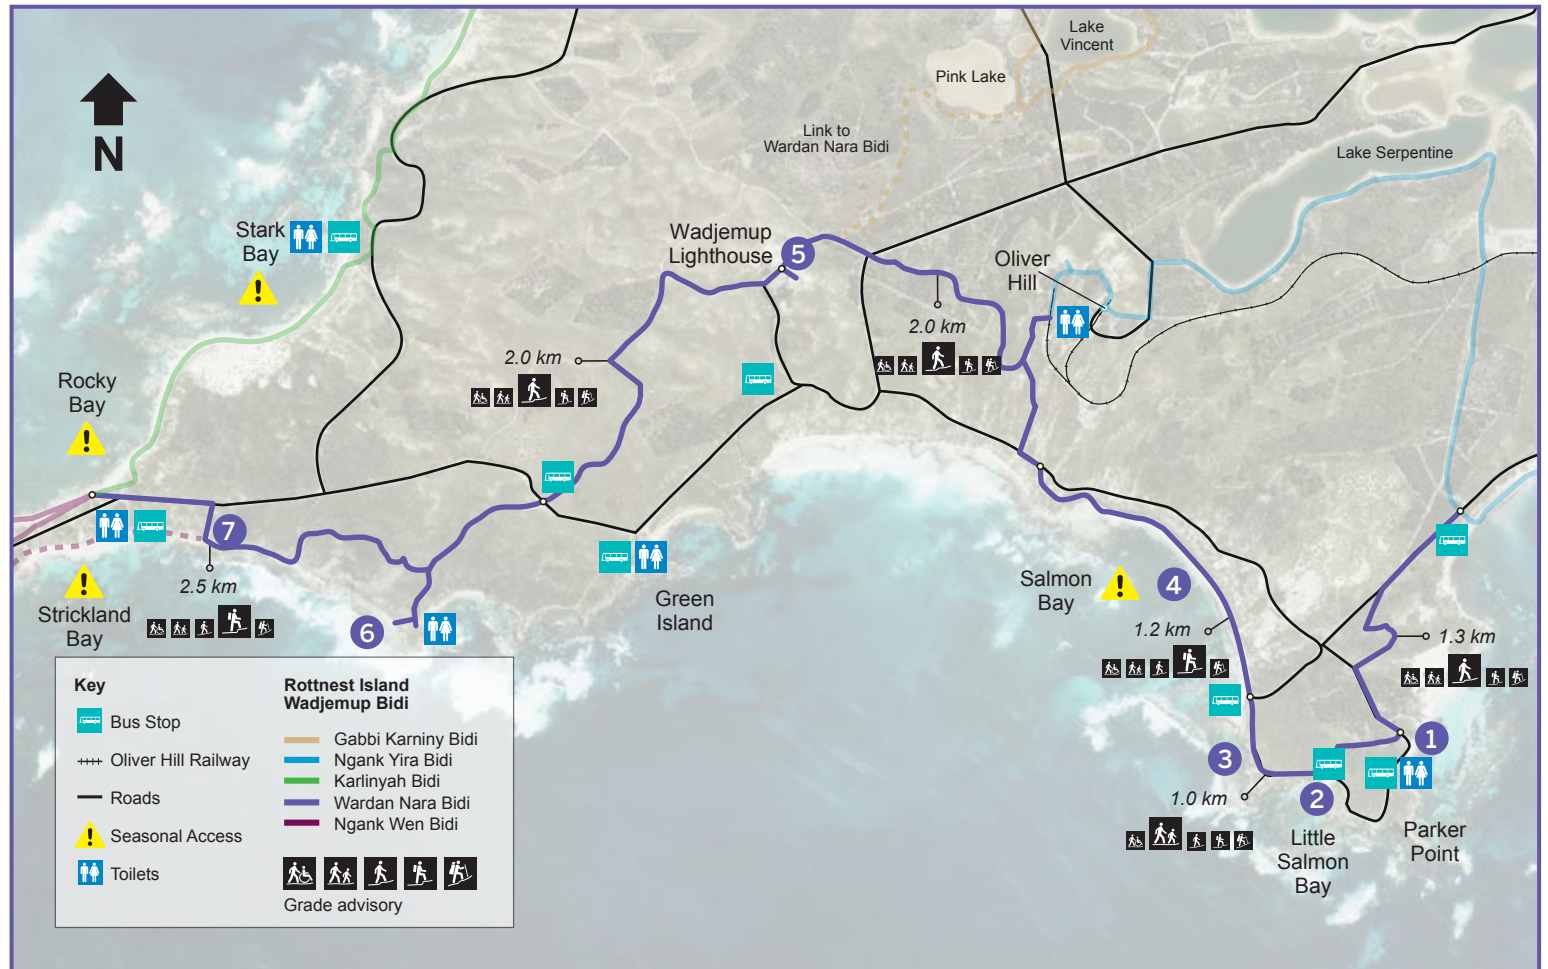 Lake
Vincent
Pink Lake
Link to
Wardan Nara Bidi
Lake Serpentine
N
Stark
Bay
Wadjemup
Lighthouse
5
Oliver
Hill
2.0 km
2.0 km
Rocky
Bay
7
2.5 km
Strickland
Bay
6
Green
Island
Salmon
Bay
4
1.2 km
1.3 km
1
3
1.0 km
2
Little
Salmon
Bay
Parker
Point
Key
Bus Stop
Oliver Hill Railway
Roads
Seasonal Access
Toilets
Rottnest Island
Wadjemup Bidi
Gabbi Karniny Bidi
Ngank Yira Bidi
Karlinyah Bidi
Wardan Nara Bidi
Ngank Wen Bidi
Grade advisory